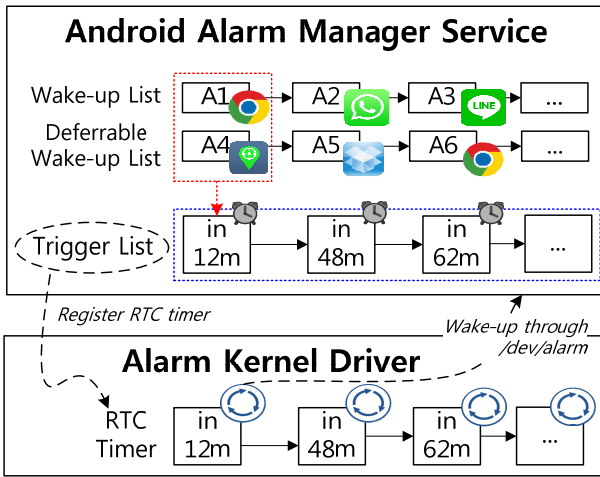 Android Alarm Manager Service
Wake-up List
A1
A2
A3
LINE
...
Deferrable
Wake-up List
A4
A5
A6
...
Trigger List
in
12m
in
48m
in
62m
...
Register RTC timer
Wake-up through
/dev/alarm
Alarm Kernel Driver
RTC
Timer
in
12m
in
48m
in
62m
...